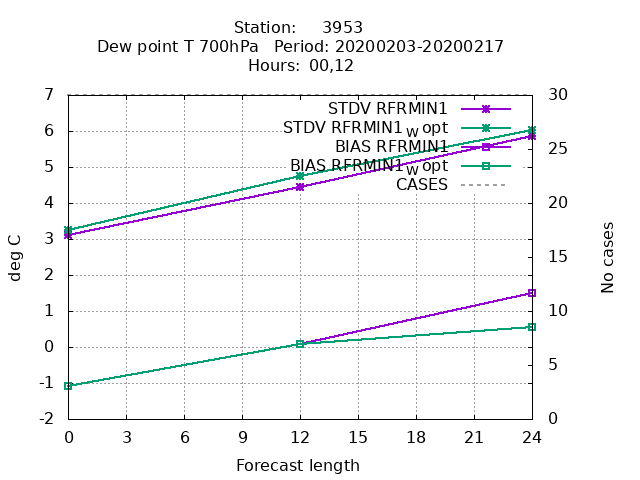 Station: 3953
Dew point T 700hPa Period: 20200203-20200217
Hours: 00,12
STDV RFRMIN1
STDV RFRMIN1w opt
BIAS RFRMIN1
BIAS RFRMIN1w opt
CASES
7
6
5
4
3
2
1
0
-1
-2
deg C
30
25
20
15
10
5
0
No cases
0 3 6 9 12 15 18 21 24
Forecast length